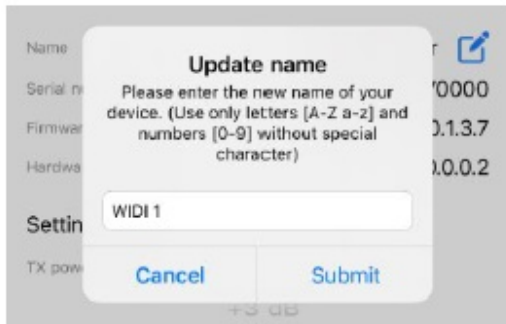 Name
Update name
Please enter the new name of your
device. (Use only letters [A-Z a-z] and
numbers [0-9] without special
character)
Serial n
0000
Firmwar
0.1.3.7
Hardwa
0.0.0.2
WIDI 1
Settin
TX pow
Cancel
Submit
+3 dB